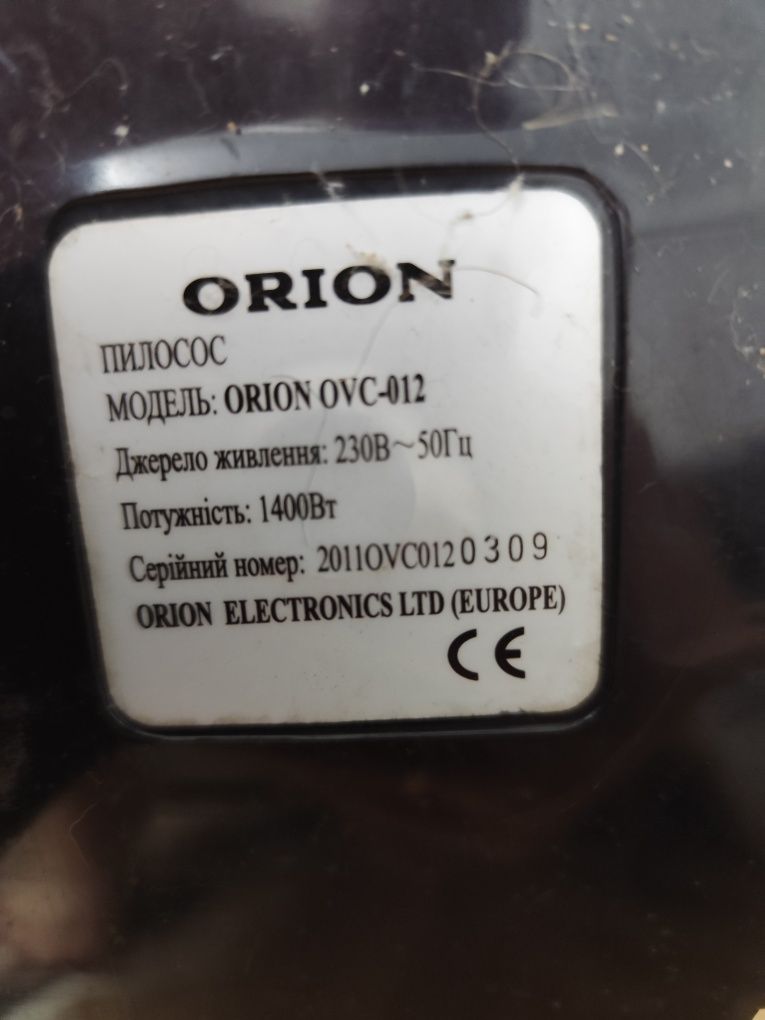 ORION
ПИЛОСОС
МОДЕЛЬ: ORION OVC-012
Джерело живлення: 230В~50Гц
Потужність: 1400Вт
Серійний номер: 2011OVC0120309
ORION ELECTRONICS LTD (EUROPE)
CE